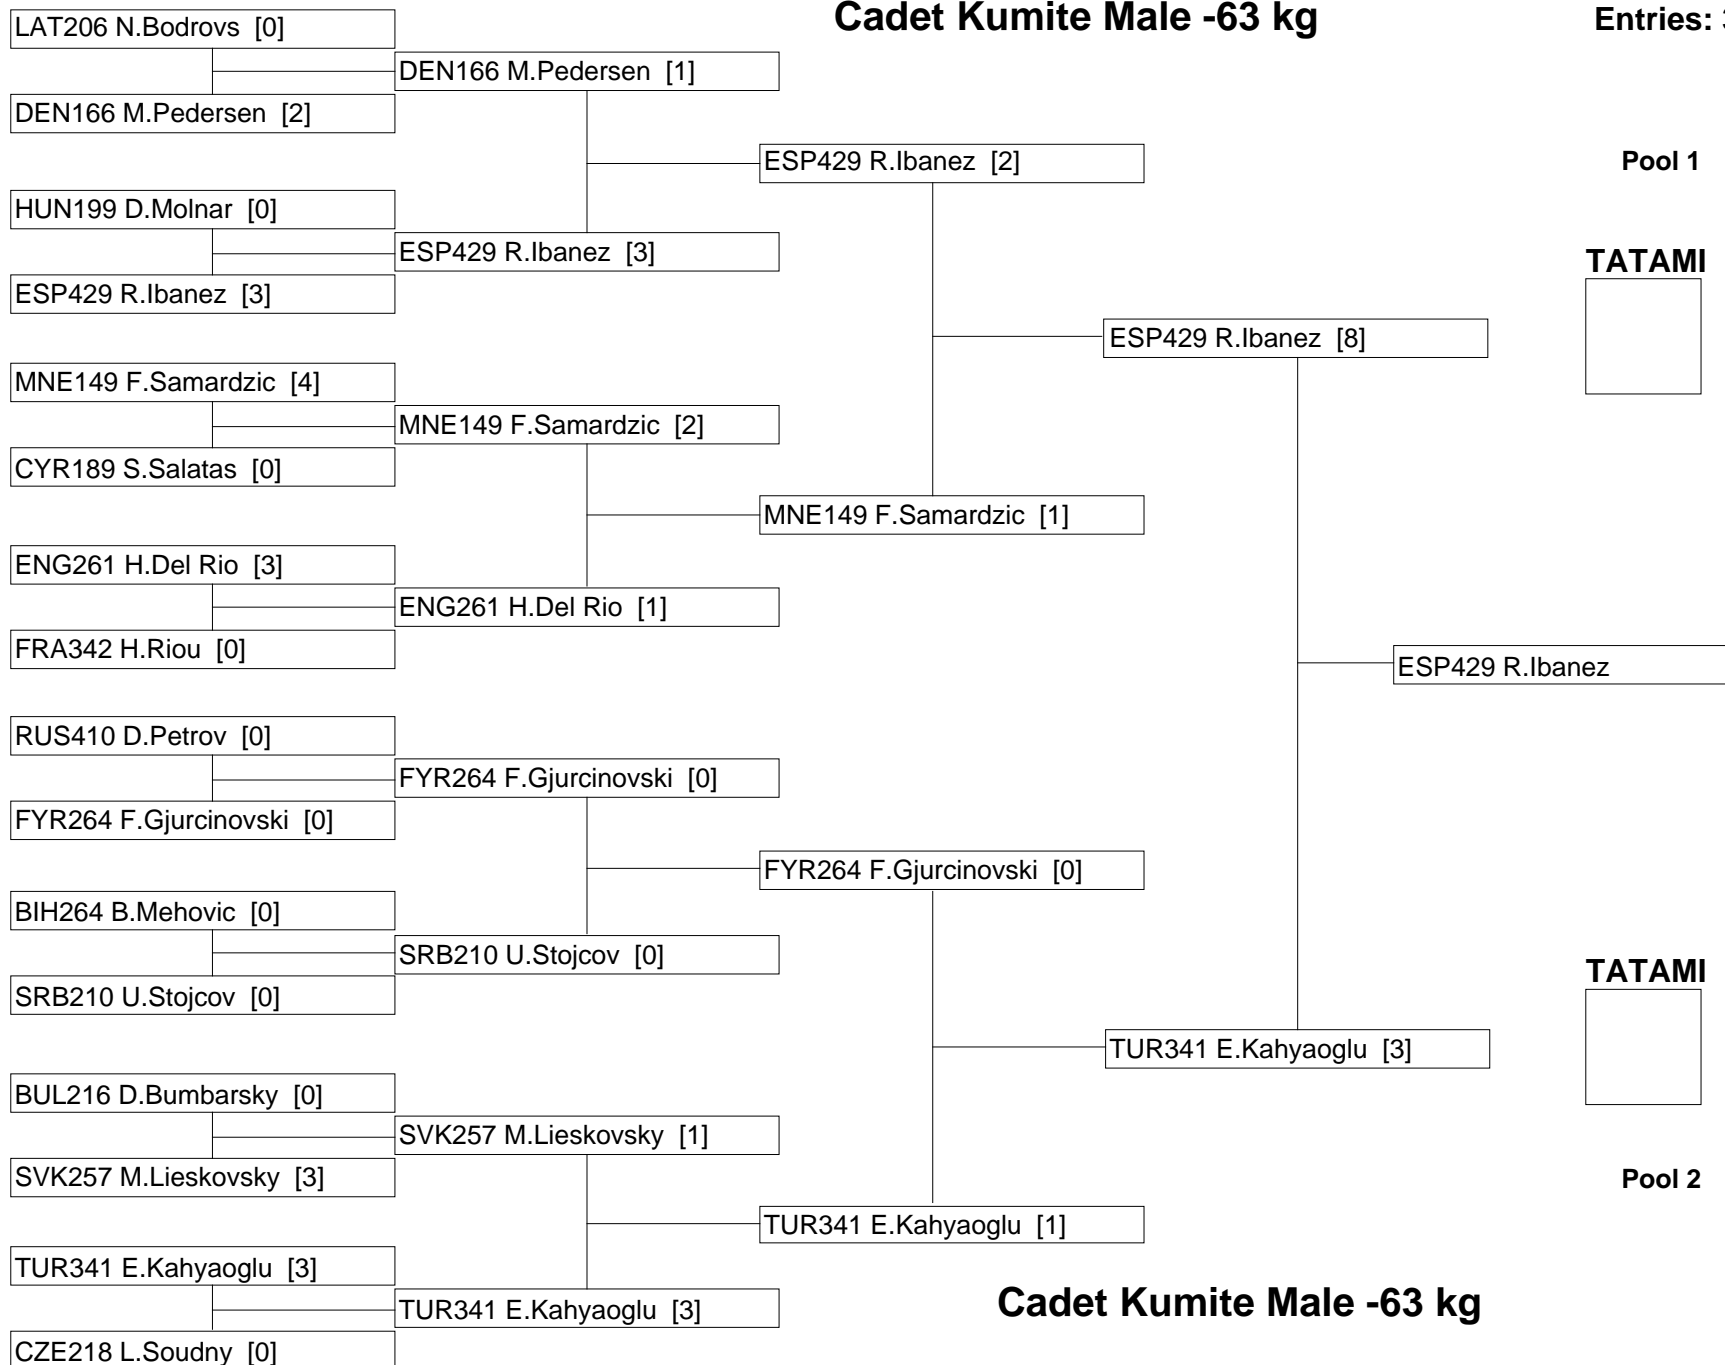 Cadet Kumite Male -63 kg
Entries: 3
LAT206 N.Bodrovs [0]
DEN166 M.Pedersen [2]
HUN199 D.Molnar [0]
ESP429 R.Ibanez [3]
MNE149 F.Samardzic [4]
CYR189 S.Salatas [0]
ENG261 H.Del Rio [3]
FRA342 H.Riou [0]
RUS410 D.Petrov [0]
FYR264 F.Gjurcinovski [0]
BIH264 B.Mehovic [0]
SRB210 U.Stojcov [0]
BUL216 D.Bumbarsky [0]
SVK257 M.Lieskovsky [3]
TUR341 E.Kahyaoglu [3]
CZE218 L.Soudny [0]
DEN166 M.Pedersen [1]
ESP429 R.Ibanez [3]
MNE149 F.Samardzic [2]
ENG261 H.Del Rio [1]
FYR264 F.Gjurcinovski [0]
SRB210 U.Stojcov [0]
SVK257 M.Lieskovsky [1]
TUR341 E.Kahyaoglu [3]
ESP429 R.Ibanez [2]
MNE149 F.Samardzic [1]
FYR264 F.Gjurcinovski [0]
TUR341 E.Kahyaoglu [1]
ESP429 R.Ibanez [8]
TUR341 E.Kahyaoglu [3]
ESP429 R.Ibanez
Pool 1
TATAMI
TATAMI
Pool 2
Cadet Kumite Male -63 kg